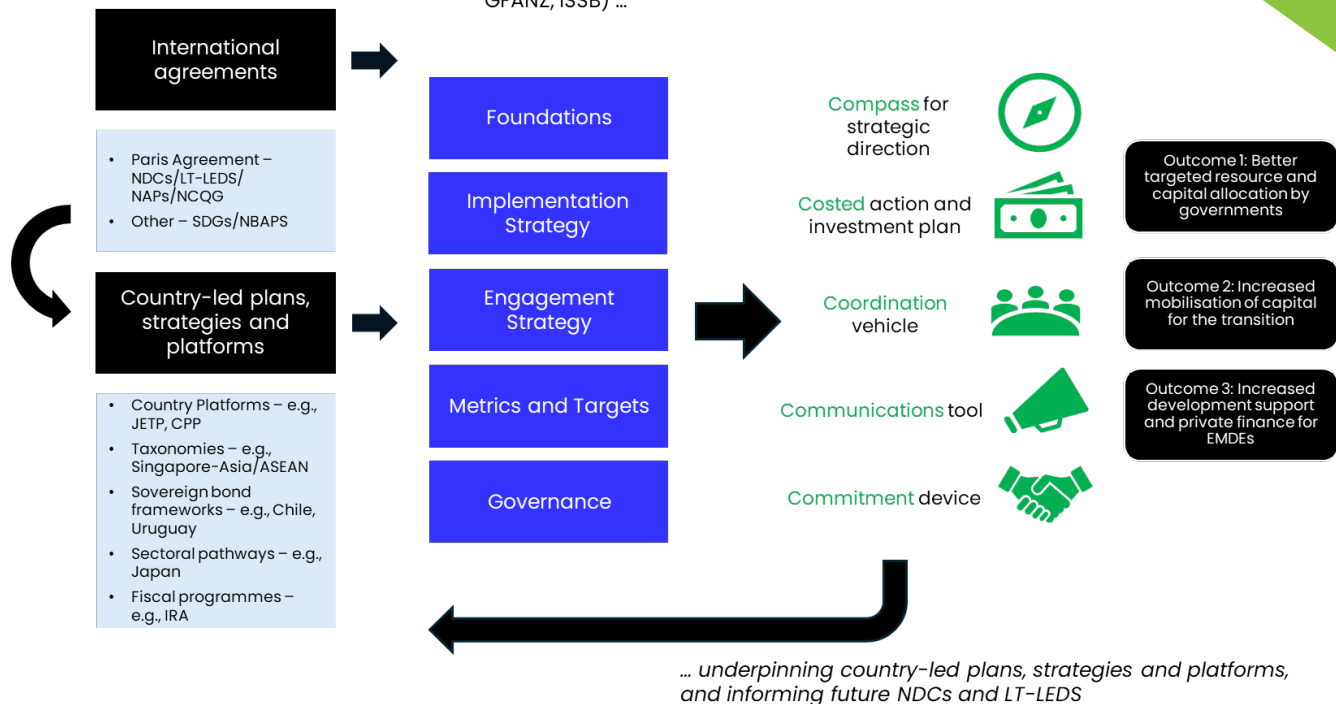 GFANZ, ISSB) ...
International
agreements
• Paris Agreement –
NDCs/LT-LEDS/
NAPs/NCQG
• Other – SDGs/NBAPS
Country-led plans,
strategies and
platforms
• Country Platforms – e.g.,
JETP, CPP
• Taxonomies – e.g.,
Singapore-Asia/ASEAN
• Sovereign bond
frameworks – e.g., Chile,
Uruguay
• Sectoral pathways – e.g.,
Japan
• Fiscal programmes –
e.g., IRA
Foundations
Implementation
Strategy
Engagement
Strategy
Metrics and Targets
Governance
Compass for
strategic
direction
Costed action and
investment plan
Coordination
vehicle
Communications tool
Commitment device
Outcome 1: Better
targeted resource and
capital allocation by
governments
Outcome 2: Increased
mobilisation of capital
for the transition
Outcome 3: Increased
development support
and private finance for
EMDEs
... underpinning country-led plans, strategies and platforms,
and informing future NDCs and LT-LEDS